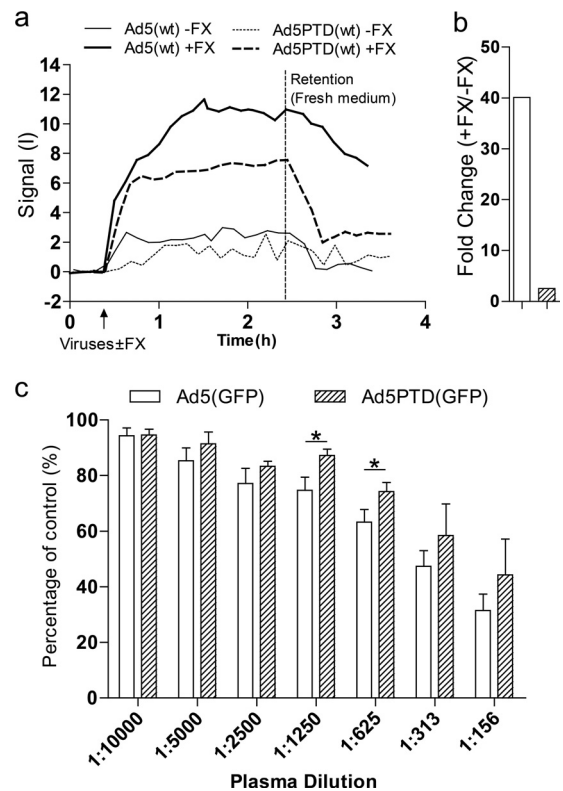 a
Ad5(wt) -FX
Ad5PTD(wt) -FX
Ad5(wt) +FX
Ad5PTD(wt) +FX
14
12
10
8
6
4
2
0
-2
Signal (I)
Retention
(Fresh medium)
0
1
2
3
4
Time(h)
Viruses±FX
b
50
40
30
20
10
0
Fold Change (+FX/-FX)
c
Ad5(GFP)
Ad5PTD(GFP)
100
80
60
40
20
0
Percentage of control (%)
*
*
1:10000
1:5000
1:2500
1:1250
1:625
1:313
1:156
Plasma Dilution